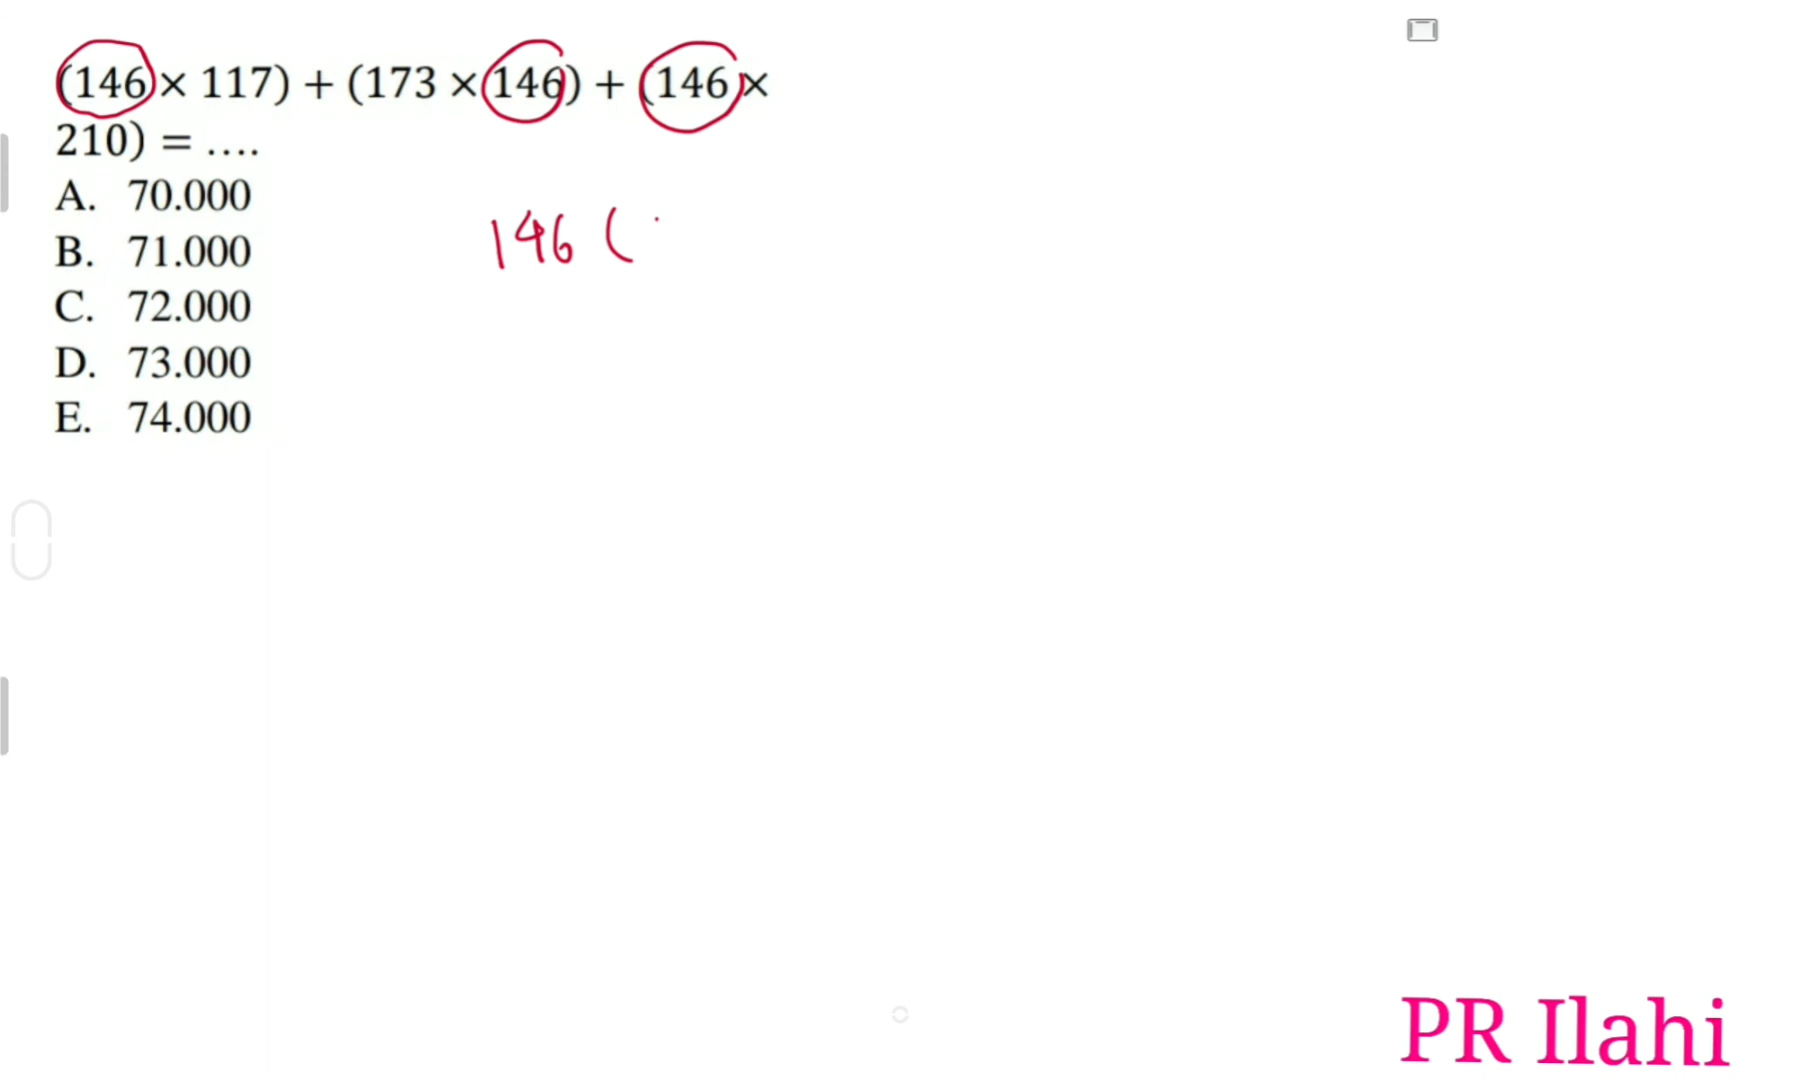 (146 × 117) + (173 × 146) + (146 ×
210) = ....
A. 70.000
B. 71.000
C. 72.000
D. 73.000
E. 74.000
146 (
PR Ilahi